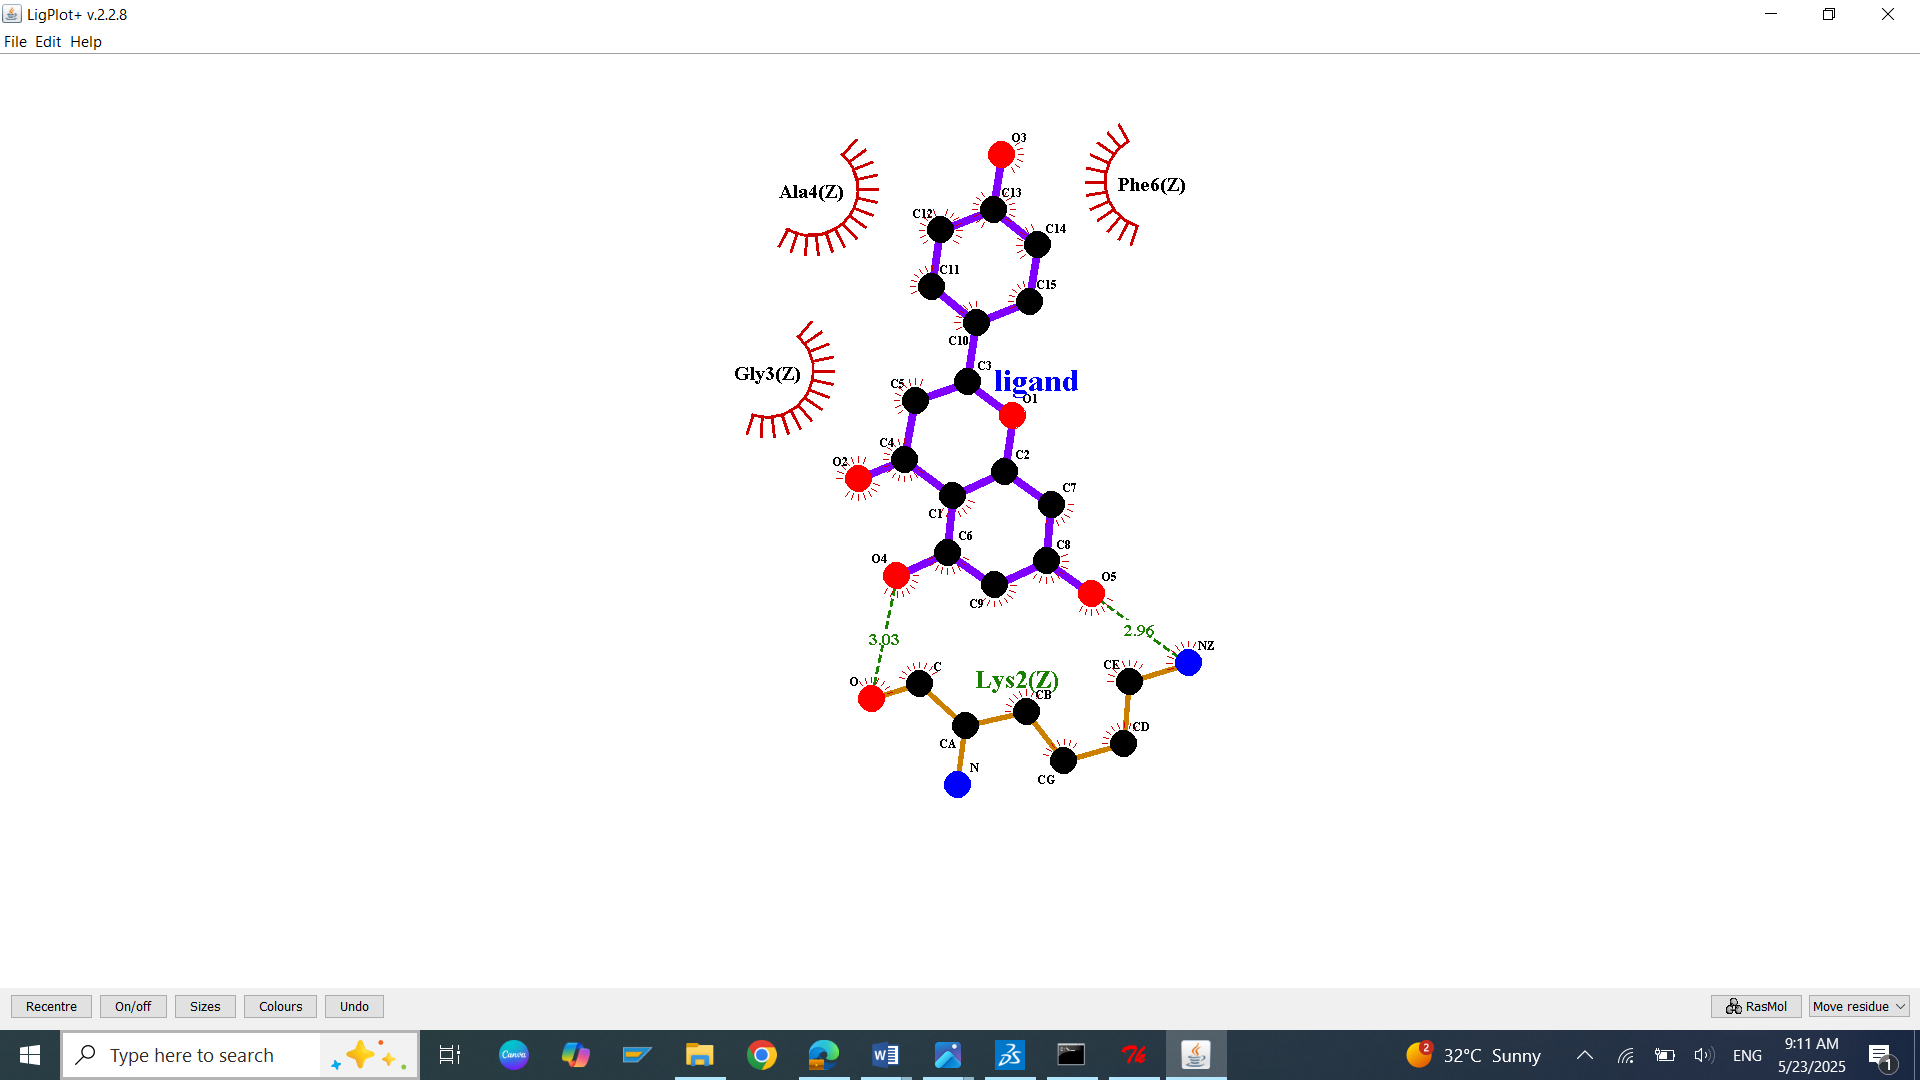 LigPlot+ v.2.2.8
File Edit Help
O3
Ala4(Z)
Phe6(Z)
C13
C12
C14
C11
C15
C10
C3
Gly3(Z)
ligand
C5
O1
C4
C2
O2
C7
C1
C6
C8
O4
O5
C9
3.03
2.96
NZ
C
CE
O
Lys2(Z)
CB
CD
CA
N
CG
Recentre On/off Sizes Colours Undo RasMol Move residue
Type here to search
Canva
32°C Sunny
ENG
9:11 AM
5/23/2025
2
1